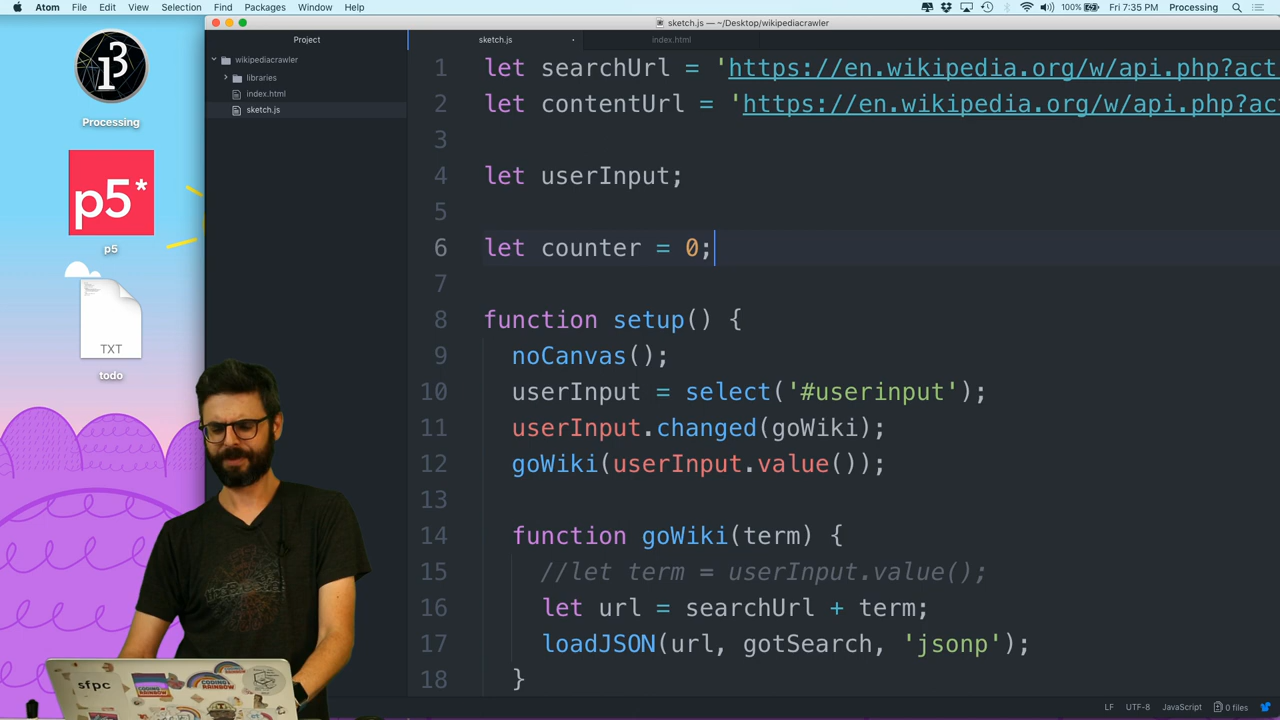 Atom File Edit View Selection Find Packages Window Help 100% Fri 7:35 PM Processing
sketch.js — ~/Desktop/wikipediacrawler
Project
sketch.js
index.html
wikipediacrawler
libraries
index.html
sketch.js
Processing
p5*
p5
TXT
todo
1 let searchUrl = 'https://en.wikipedia.org/w/api.php?act
2 let contentUrl = 'https://en.wikipedia.org/w/api.php?ac
3
4 let userInput;
5
6 let counter = 0;
7
8 function setup() {
9 noCanvas();
10 userInput = select('#userinput');
11 userInput.changed(goWiki);
12 goWiki(userInput.value());
13
14 function goWiki(term) {
15 //let term = userInput.value();
16 let url = searchUrl + term;
17 loadJSON(url, gotSearch, 'jsonp');
18 }
sfpc
CODING
RAINBOW
LF UTF-8 JavaScript 0 files